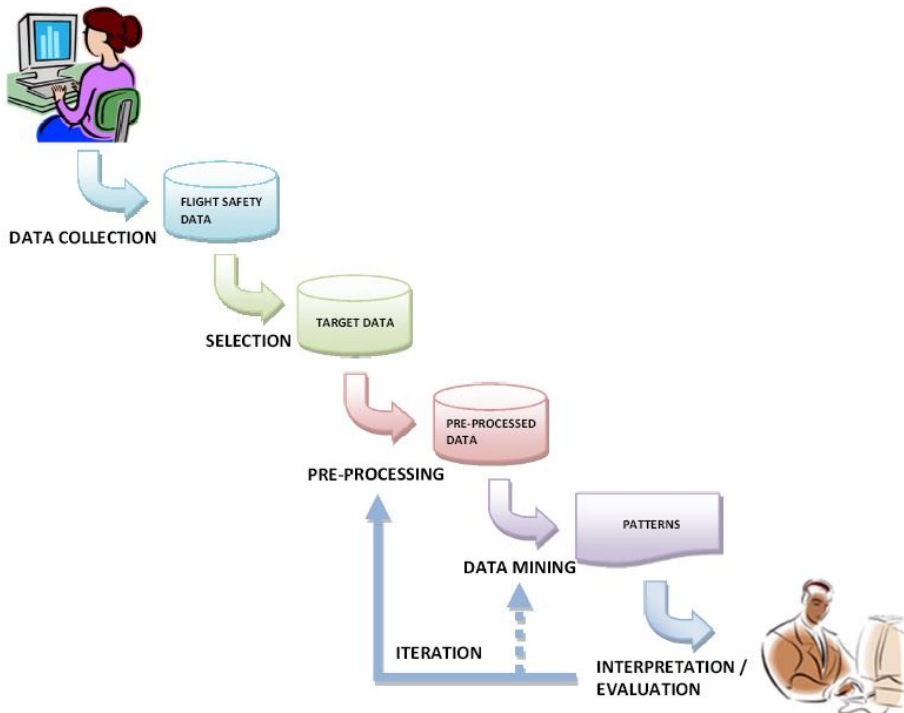 FLIGHT SAFETY
DATA
DATA COLLECTION
SELECTION
TARGET DATA
PRE-PROCESSED
DATA
PRE-PROCESSING
PATTERNS
DATA MINING
ITERATION
INTERPRETATION /
EVALUATION